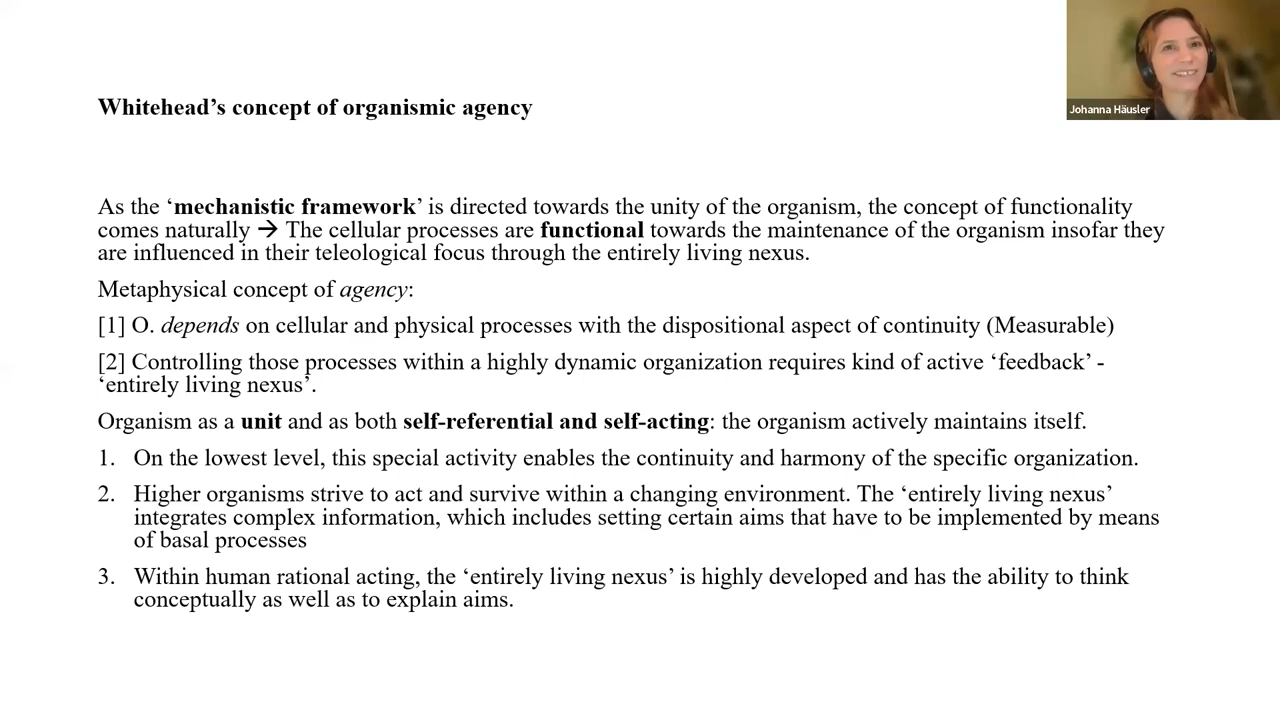 Johanna Häusler
Whitehead’s concept of organismic agency
As the ‘mechanistic framework’ is directed towards the unity of the organism, the concept of functionality
comes naturally → The cellular processes are functional towards the maintenance of the organism insofar they
are influenced in their teleological focus through the entirely living nexus.
Metaphysical concept of agency:
[1] O. depends on cellular and physical processes with the dispositional aspect of continuity (Measurable)
[2] Controlling those processes within a highly dynamic organization requires kind of active ‘feedback’ -
‘entirely living nexus’.
Organism as a unit and as both self-referential and self-acting: the organism actively maintains itself.
1. On the lowest level, this special activity enables the continuity and harmony of the specific organization.
2. Higher organisms strive to act and survive within a changing environment. The ‘entirely living nexus’
integrates complex information, which includes setting certain aims that have to be implemented by means
of basal processes
3. Within human rational acting, the ‘entirely living nexus’ is highly developed and has the ability to think
conceptually as well as to explain aims.